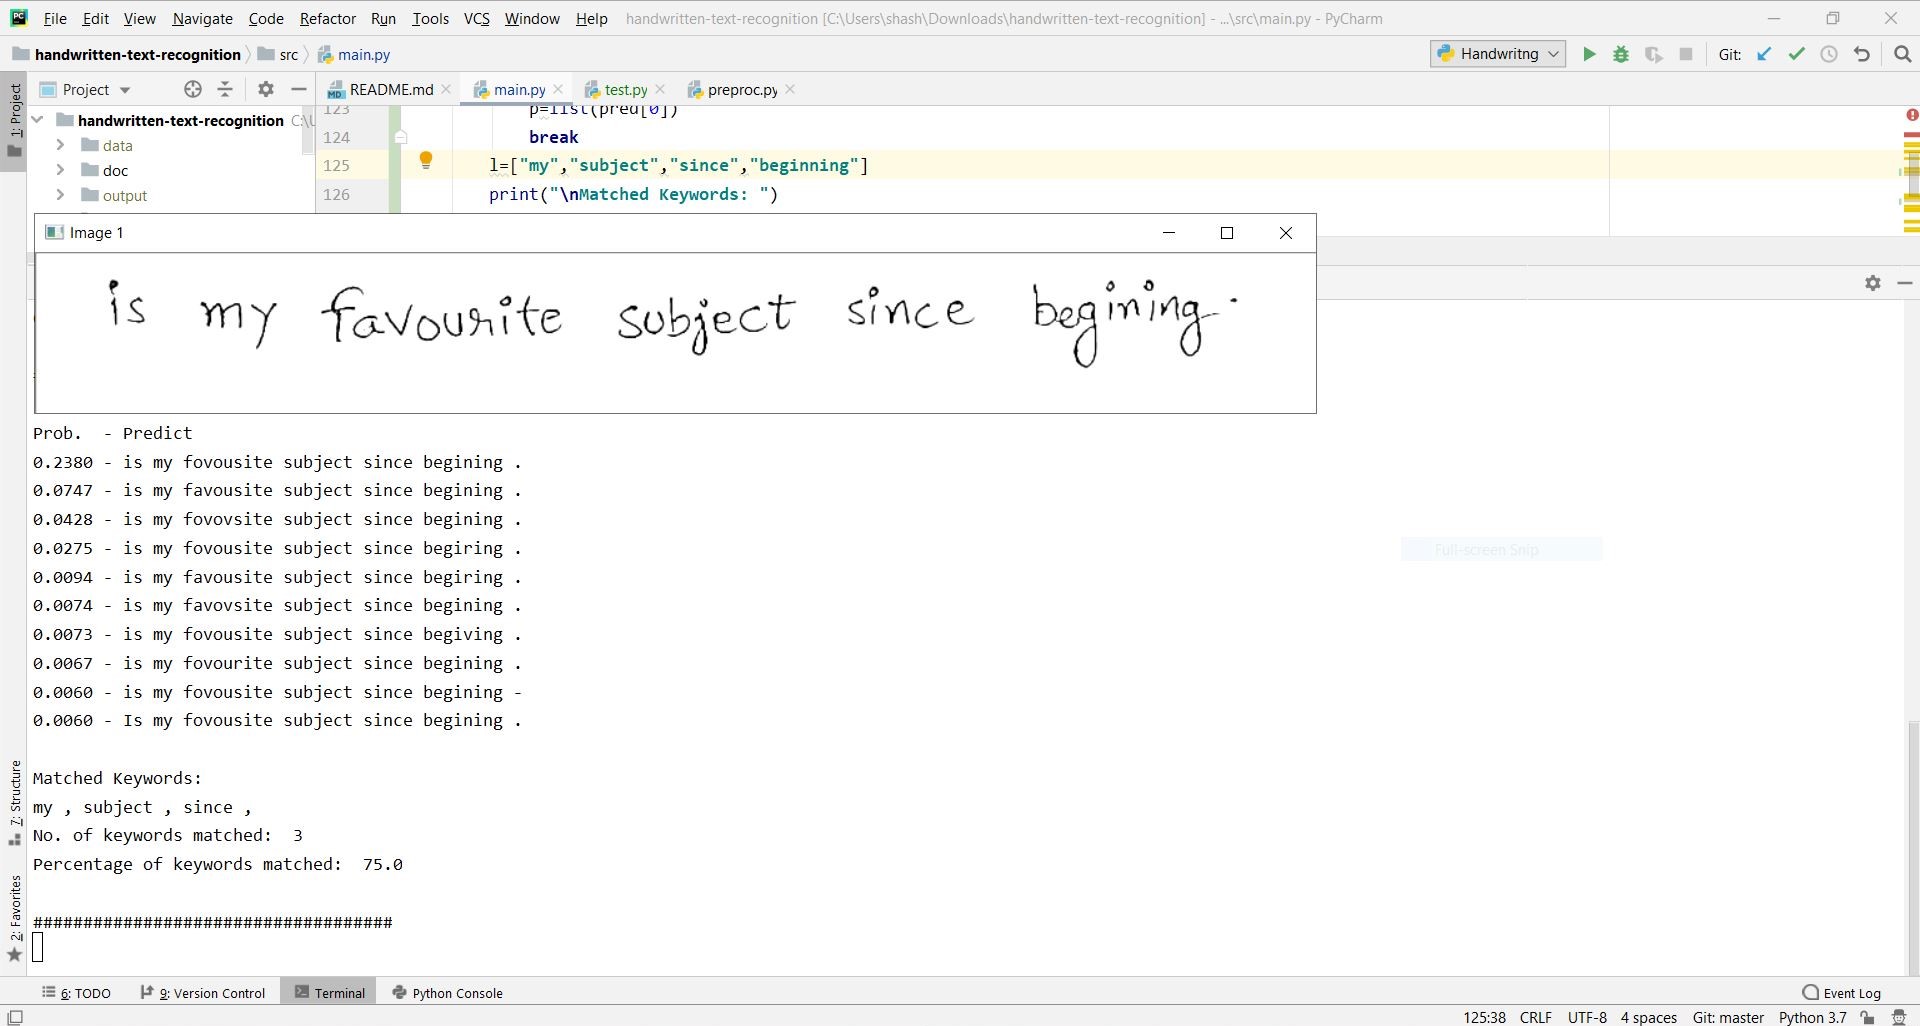 File Edit View Navigate Code Refactor Run Tools VCS Window Help handwritten-text-recognition [C:\Users\shash\Downloads\handwritten-text-recognition] - ...\src\main.py - PyCharm
handwritten-text-recognition src main.py Handwritng Git:
Project README.md main.py test.py preproc.py
1: Project
handwritten-text-recognition C:\U
data
doc
output
123 p=list(pred[0])
124 break
125 l=["my","subject","since","beginning"]
126 print("\nMatched Keywords: ")
Image 1
is my favourite subject since begining.
Prob. - Predict
0.2380 - is my fovousite subject since begining .
0.0747 - is my favousite subject since begining .
0.0428 - is my fovovsite subject since begining .
0.0275 - is my fovousite subject since begiring .
0.0094 - is my favousite subject since begiring .
0.0074 - is my favovsite subject since begining .
0.0073 - is my fovousite subject since begiving .
0.0067 - is my fovourite subject since begining .
0.0060 - is my fovousite subject since begining -
0.0060 - Is my fovousite subject since begining .
Full-screen Snip
Matched Keywords:
my , subject , since ,
No. of keywords matched: 3
Percentage of keywords matched: 75.0
####################################
7: Structure
2: Favorites
6: TODO 9: Version Control Terminal Python Console Event Log
125:38 CRLF UTF-8 4 spaces Git: master Python 3.7